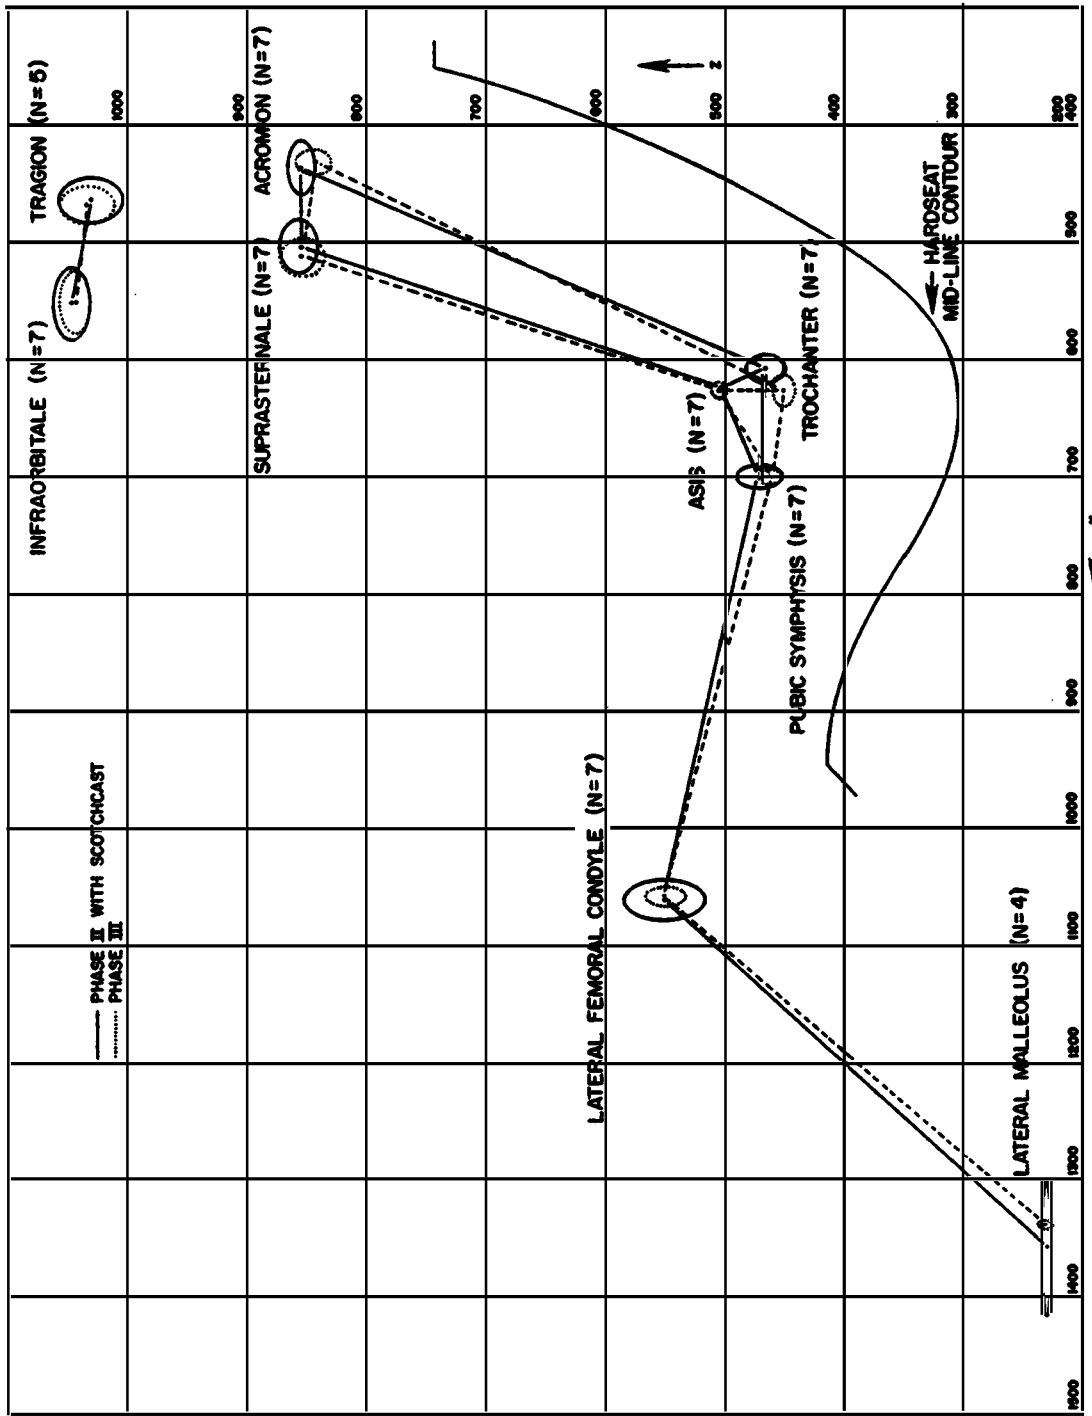 INFRAORBITALE (N=7)
TRAGION (N=5)
1000
900
800
700
600
500
400
300
200
SUPRASTERNALE (N=7)
ACROMION (N=7)
Z
HARDSEAT
MID-LINE CONTOUR
ASIS (N=7)
TROCHANTER (N=7)
PUBIC SYMPHYSIS (N=7)
LATERAL FEMORAL CONDYLE (N=7)
LATERAL MALLEOLUS (N=4)
PHASE II WITH SCOTCHCAST
PHASE III
1500
1400
1300
1200
1100
1000
900
800
700
600
500
400